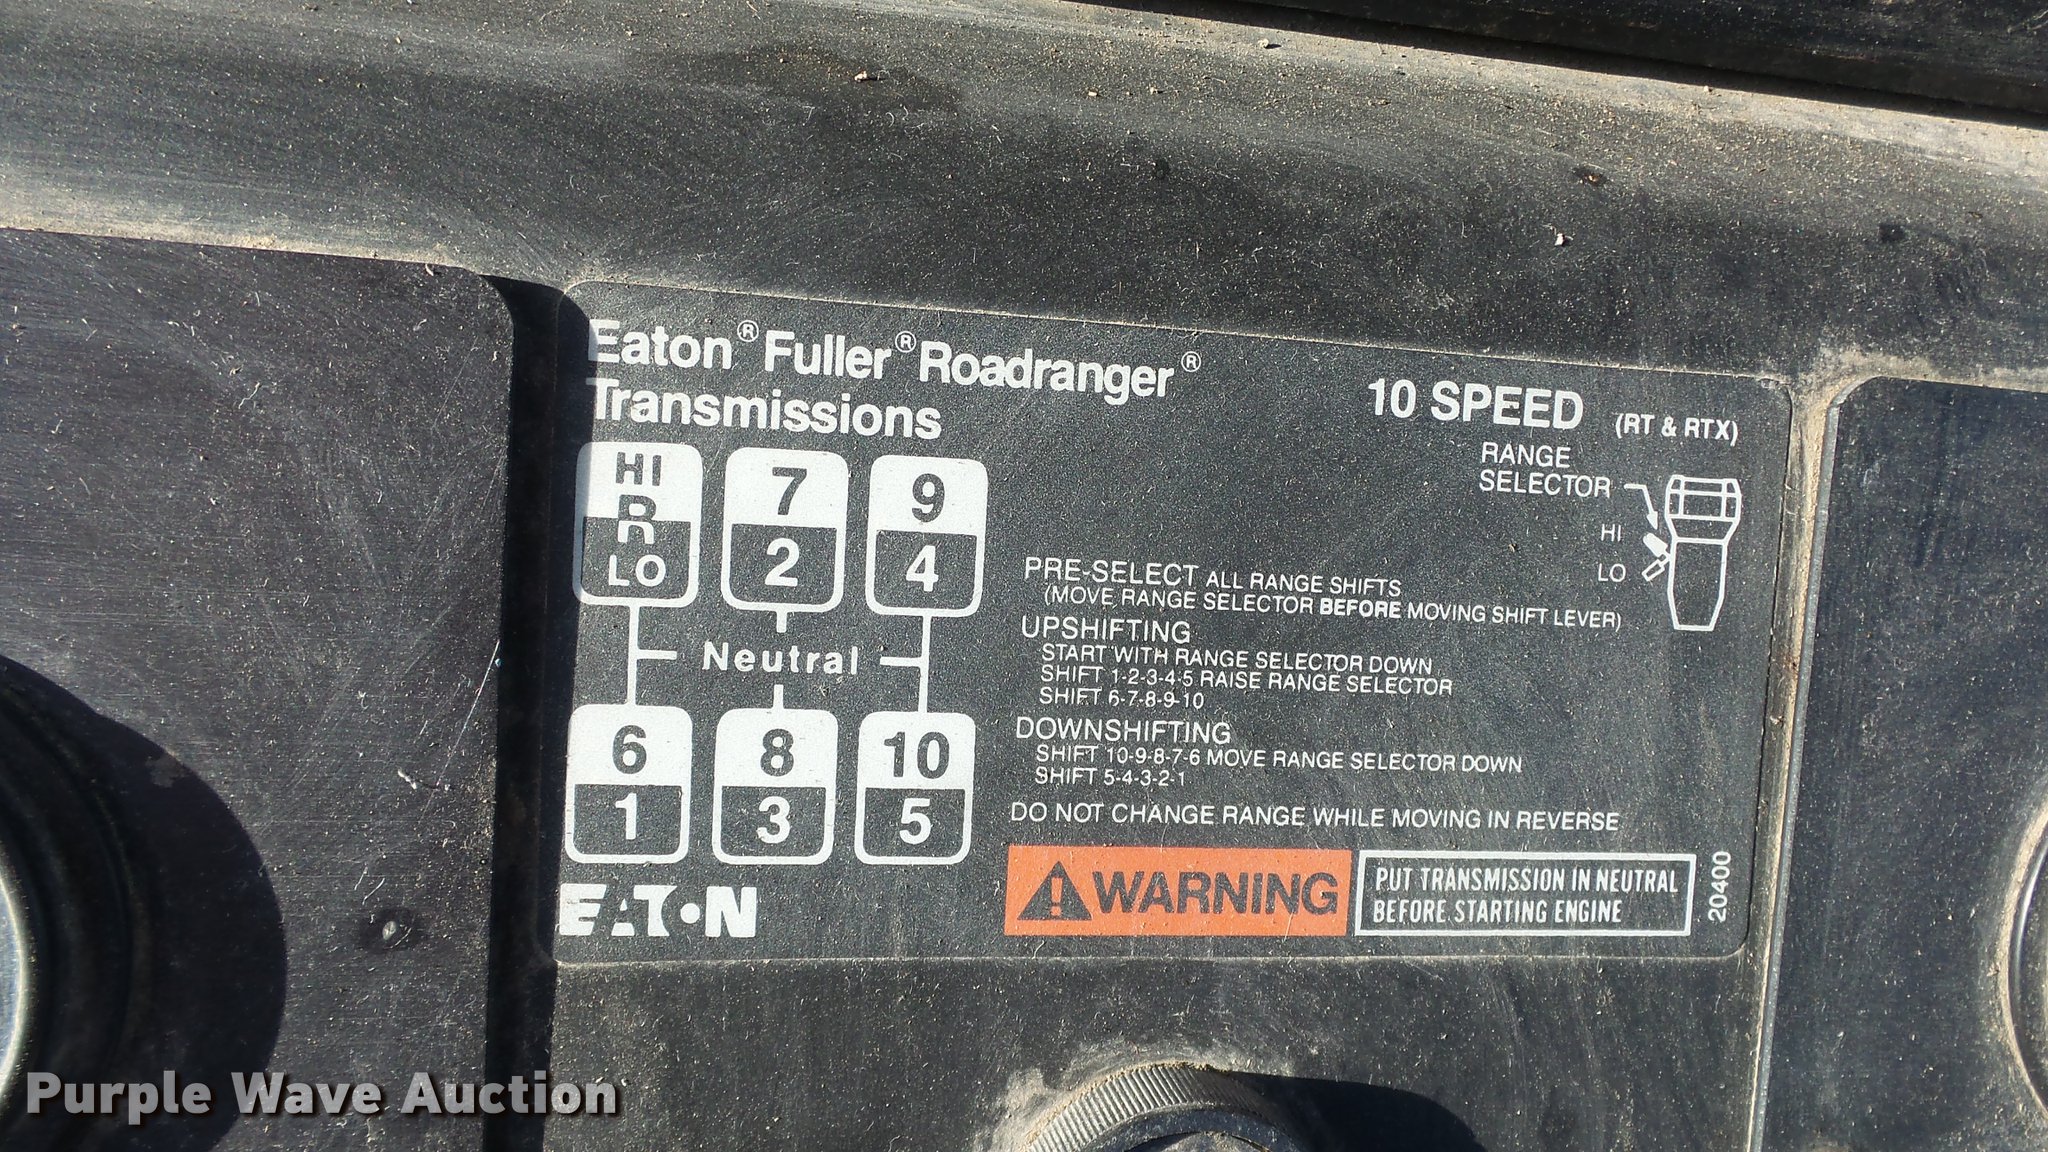 Eaton® Fuller® Roadranger®
Transmissions
10 SPEED (RT & RTX)
RANGE
SELECTOR
HI
LO
HI
R
LO
7
2
9
4
Neutral
6
1
8
3
10
5
PRE-SELECT ALL RANGE SHIFTS
(MOVE RANGE SELECTOR BEFORE MOVING SHIFT LEVER)
UPSHIFTING
START WITH RANGE SELECTOR DOWN
SHIFT 1-2-3-4-5 RAISE RANGE SELECTOR
SHIFT 6-7-8-9-10
DOWNSHIFTING
SHIFT 10-9-8-7-6 MOVE RANGE SELECTOR DOWN
SHIFT 5-4-3-2-1
DO NOT CHANGE RANGE WHILE MOVING IN REVERSE
WARNING
PUT TRANSMISSION IN NEUTRAL
BEFORE STARTING ENGINE
20400
EATON
Purple Wave Auction